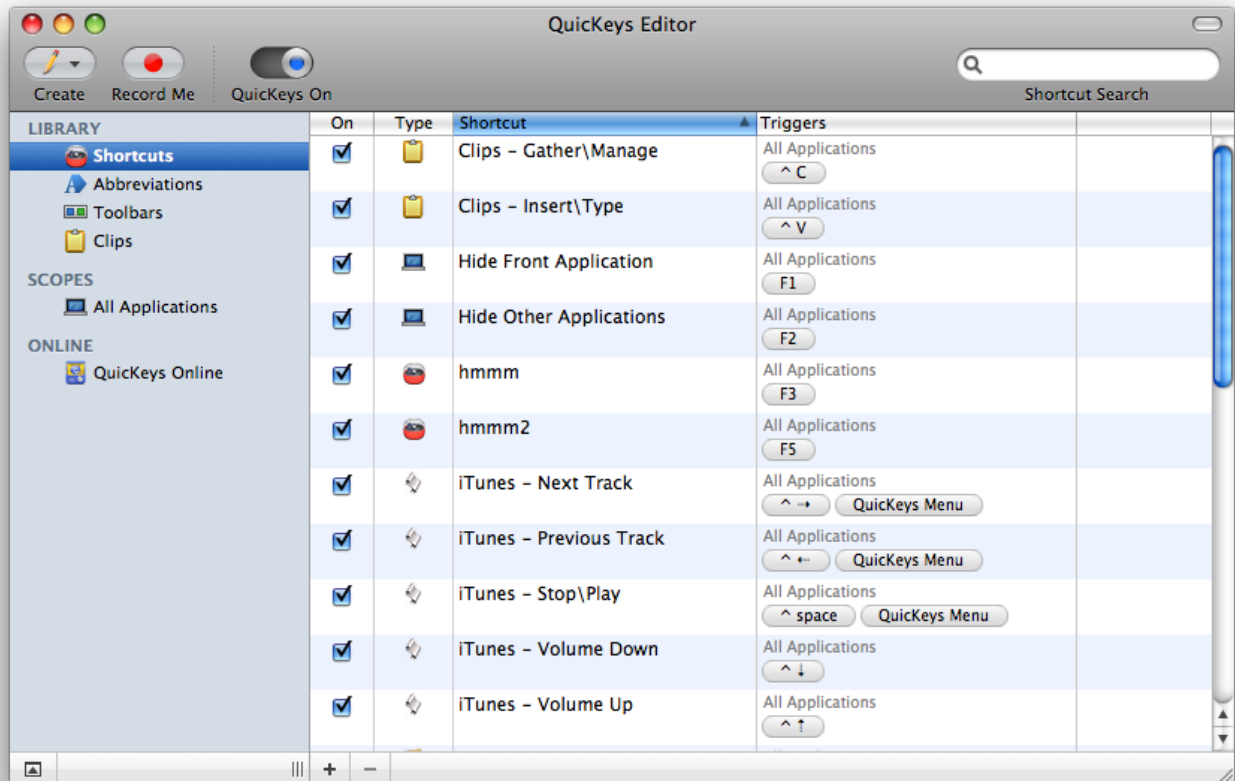 QuicKeys Editor
Create
Record Me
QuicKeys On
Shortcut Search
LIBRARY
Shortcuts
Abbreviations
Toolbars
Clips
SCOPES
All Applications
ONLINE
QuicKeys Online
On Type Shortcut Triggers
Clips – Gather\Manage
All Applications
^ C
Clips – Insert\Type
All Applications
^ V
Hide Front Application
All Applications
F1
Hide Other Applications
All Applications
F2
hmmm
All Applications
F3
hmmm2
All Applications
F5
iTunes – Next Track
All Applications
^ → QuicKeys Menu
iTunes – Previous Track
All Applications
^ ← QuicKeys Menu
iTunes – Stop\Play
All Applications
^ space QuicKeys Menu
iTunes – Volume Down
All Applications
^ ↓
iTunes – Volume Up
All Applications
^ ↑